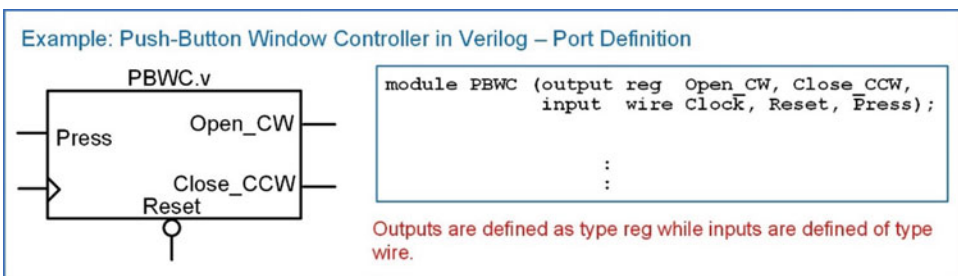 Example: Push-Button Window Controller in Verilog – Port Definition
PBWC.v
Press
Open_CW
Close_CCW
Reset
module PBWC (output reg Open_CW, Close_CCW,
input wire Clock, Reset, Press);
:
:
Outputs are defined as type reg while inputs are defined of type
wire.